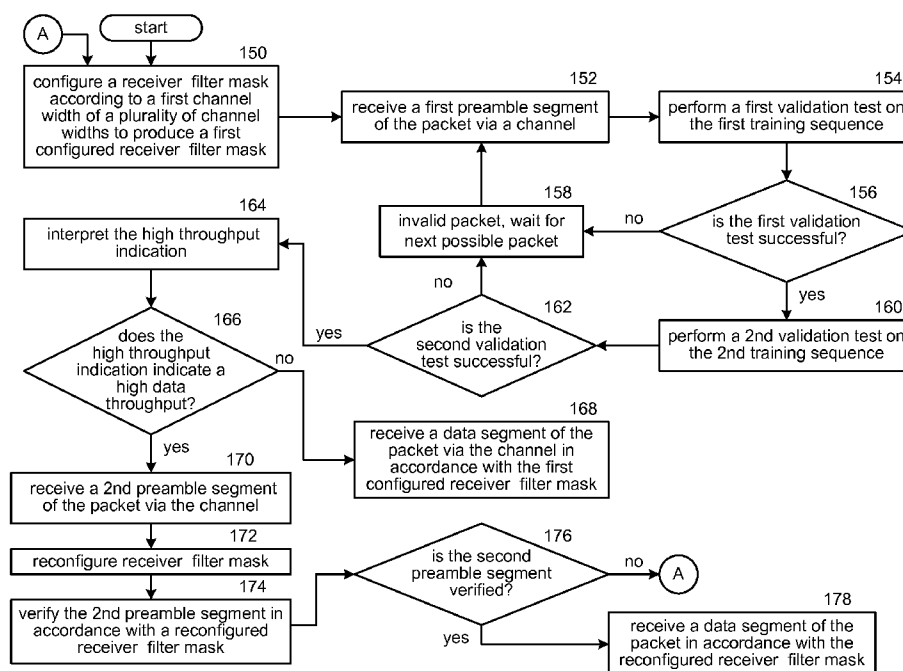 A
start
150
configure a receiver filter mask
according to a first channel
width of a plurality of channel
widths to produce a first
configured receiver filter mask
152
receive a first preamble segment
of the packet via a channel
154
perform a first validation test on
the first training sequence
156
is the first validation
test successful?
no
yes
158
invalid packet, wait for
next possible packet
160
perform a 2nd validation test on
the 2nd training sequence
162
is the
second validation
test successful?
no
yes
164
interpret the high throughput
indication
166
does the
high throughput
indication indicate a
high data
throughput?
no
yes
168
receive a data segment of the
packet via the channel in
accordance with the first
configured receiver filter mask
170
receive a 2nd preamble segment
of the packet via the channel
172
reconfigure receiver filter mask
174
verify the 2nd preamble segment in
accordance with a reconfigured
receiver filter mask
176
is the second
preamble segment
verified?
no
A
yes
178
receive a data segment of the
packet in accordance with the
reconfigured receiver filter mask